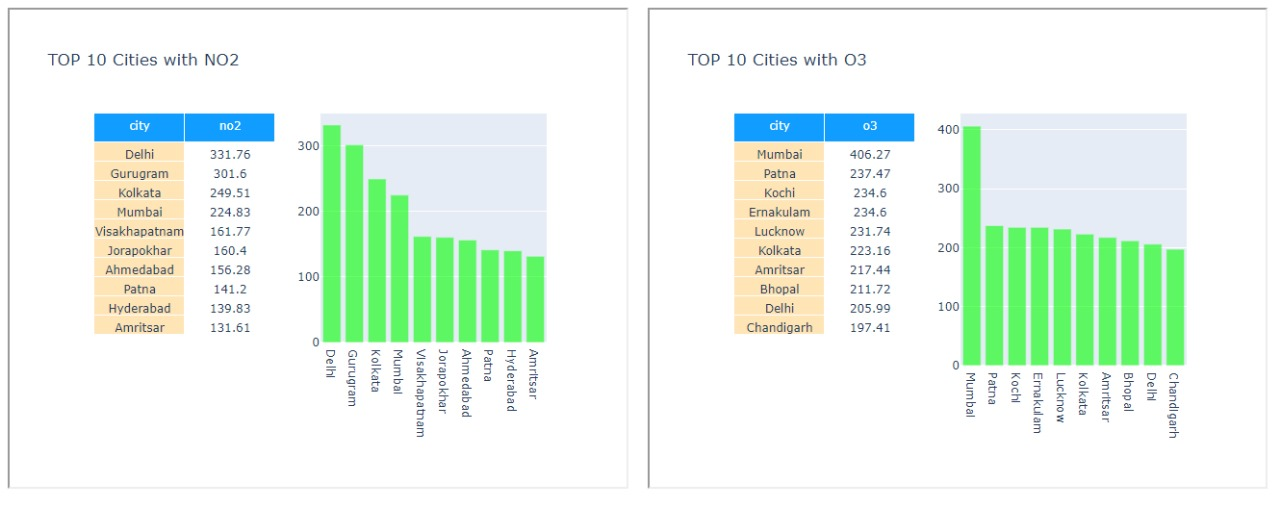 TOP 10 Cities with NO2
city no2
Delhi 331.76
Gurugram 301.6
Kolkata 249.51
Mumbai 224.83
Visakhapatnam 161.77
Jorapokhar 160.4
Ahmedabad 156.28
Patna 141.2
Hyderabad 139.83
Amritsar 131.61
300
200
100
0
Delhi
Gurugram
Kolkata
Mumbai
Visakhapatnam
Jorapokhar
Ahmedabad
Patna
Hyderabad
Amritsar
TOP 10 Cities with O3
city o3
Mumbai 406.27
Patna 237.47
Kochi 234.6
Ernakulam 234.6
Lucknow 231.74
Kolkata 223.16
Amritsar 217.44
Bhopal 211.72
Delhi 205.99
Chandigarh 197.41
400
300
200
100
0
Mumbai
Patna
Kochi
Ernakulam
Lucknow
Kolkata
Amritsar
Bhopal
Delhi
Chandigarh